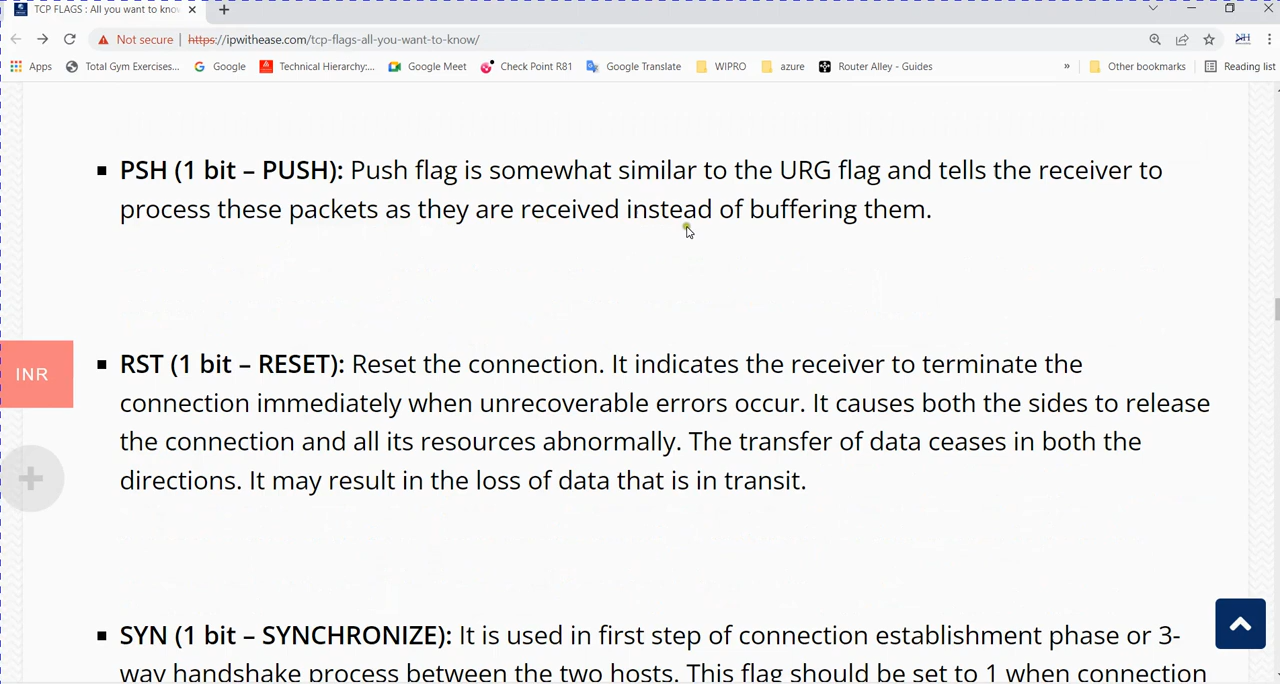 TCP FLAGS : All you want to kno
Not secure | https://ipwithease.com/tcp-flags-all-you-want-to-know/
Apps Total Gym Exercises... Google Technical Hierarchy:... Google Meet Check Point R81 Google Translate WIPRO azure Router Alley - Guides » Other bookmarks Reading list
▪ PSH (1 bit – PUSH): Push flag is somewhat similar to the URG flag and tells the receiver to
process these packets as they are received instead of buffering them.
▪ RST (1 bit – RESET): Reset the connection. It indicates the receiver to terminate the
connection immediately when unrecoverable errors occur. It causes both the sides to release
the connection and all its resources abnormally. The transfer of data ceases in both the
directions. It may result in the loss of data that is in transit.
INR
▪ SYN (1 bit – SYNCHRONIZE): It is used in first step of connection establishment phase or 3-
way handshake process between the two hosts. This flag should be set to 1 when connection